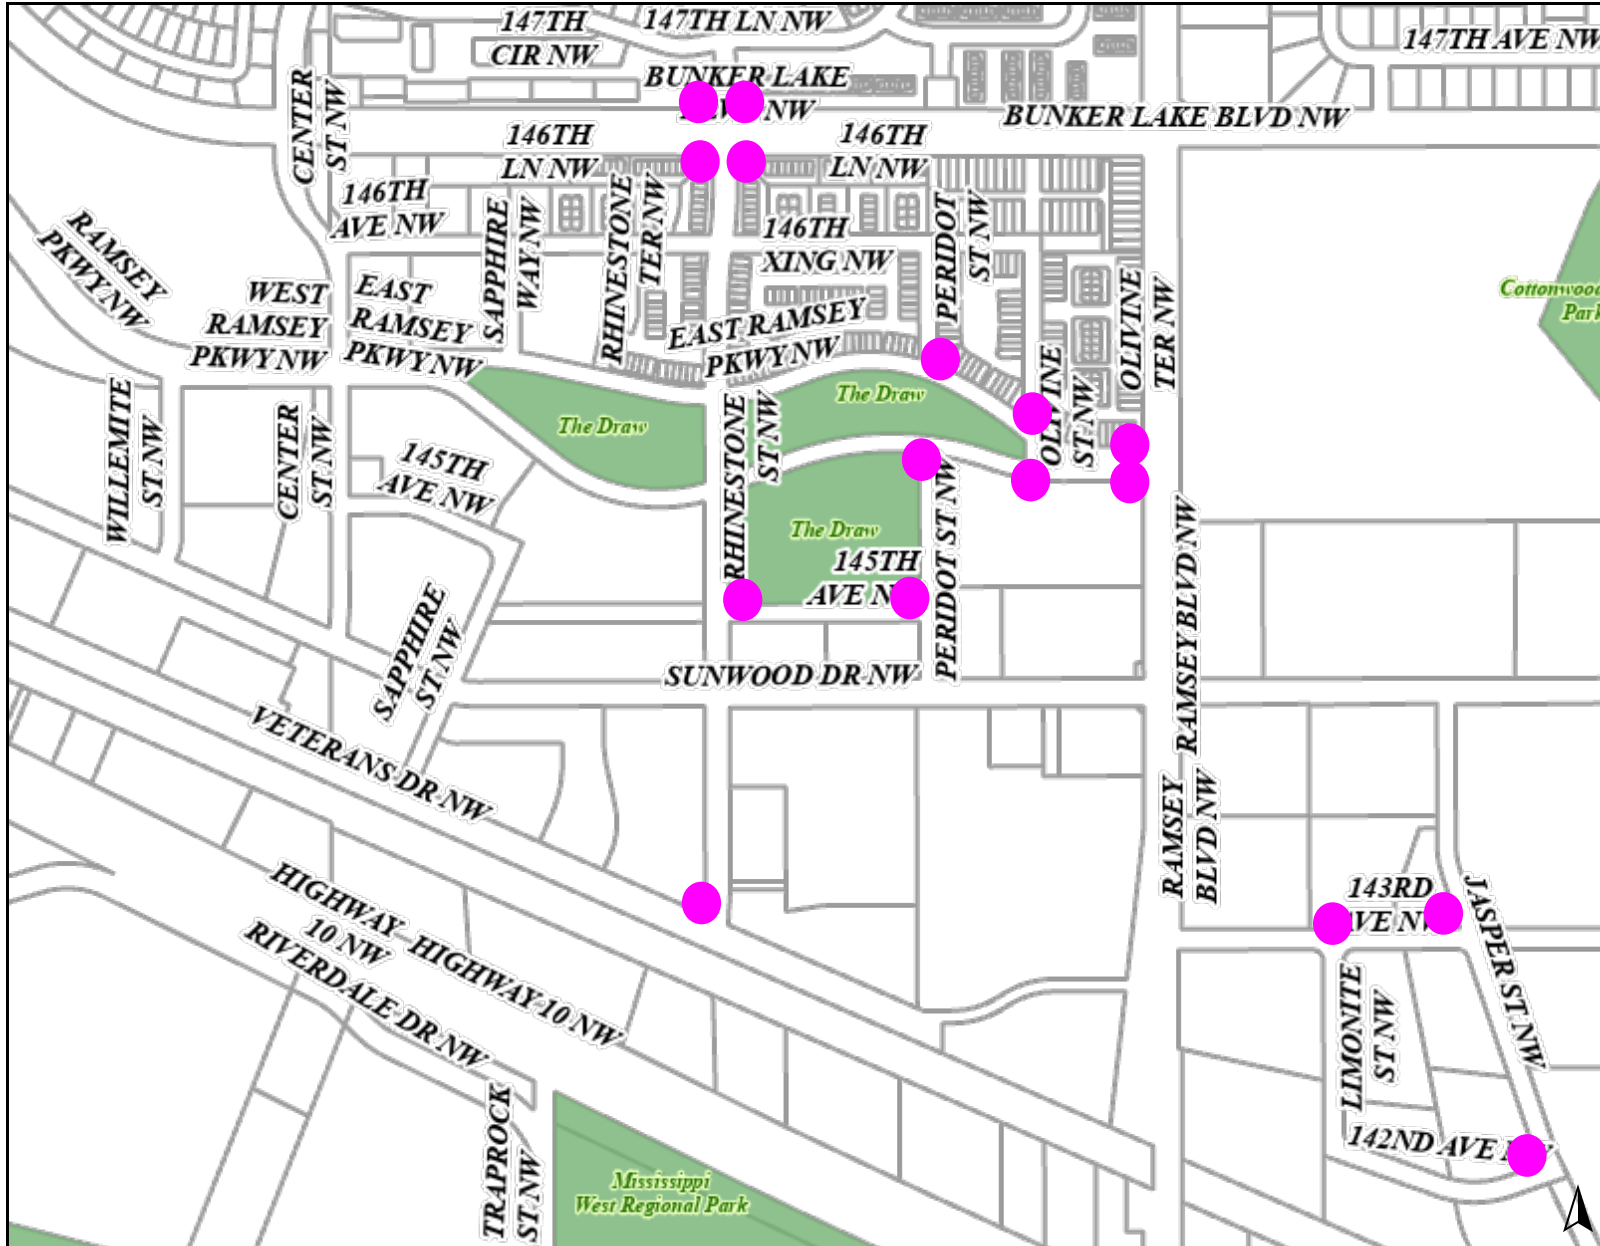 147TH
CIR NW
147TH LN NW
147TH AVE NW
BUNKER LAKE
NW
BUNKER LAKE BLVD NW
CENTER
ST NW
146TH
LN NW
146TH
LN NW
146TH
AVE NW
SAPPHIRE
WAY NW
RHINESTONE
TER NW
146TH
XING NW
PERIDOT
ST NW
OLIVINE
TER NW
RAMSEY
PKWY NW
WEST
RAMSEY
PKWY NW
EAST
RAMSEY
PKWY NW
EAST RAMSEY
PKWY NW
Cottonwood
Park
The Draw
The Draw
The Draw
OLIVINE
ST NW
WILLEMITE
ST NW
CENTER
ST NW
145TH
AVE NW
RHINESTONE
ST NW
145TH
AVE N
PERIDOT ST NW
SAPPHIRE
ST NW
SUNWOOD DR NW
RAMSEY BLVD NW
RAMSEY
BLVD NW
VETERANS DR NW
HIGHWAY
10 NW
HIGHWAY 10 NW
RIVERDALE DR NW
TRAPROCK
ST NW
Mississippi
West Regional Park
143RD
AVE NW
JASPER ST NW
LIMONITE
ST NW
142ND AVE